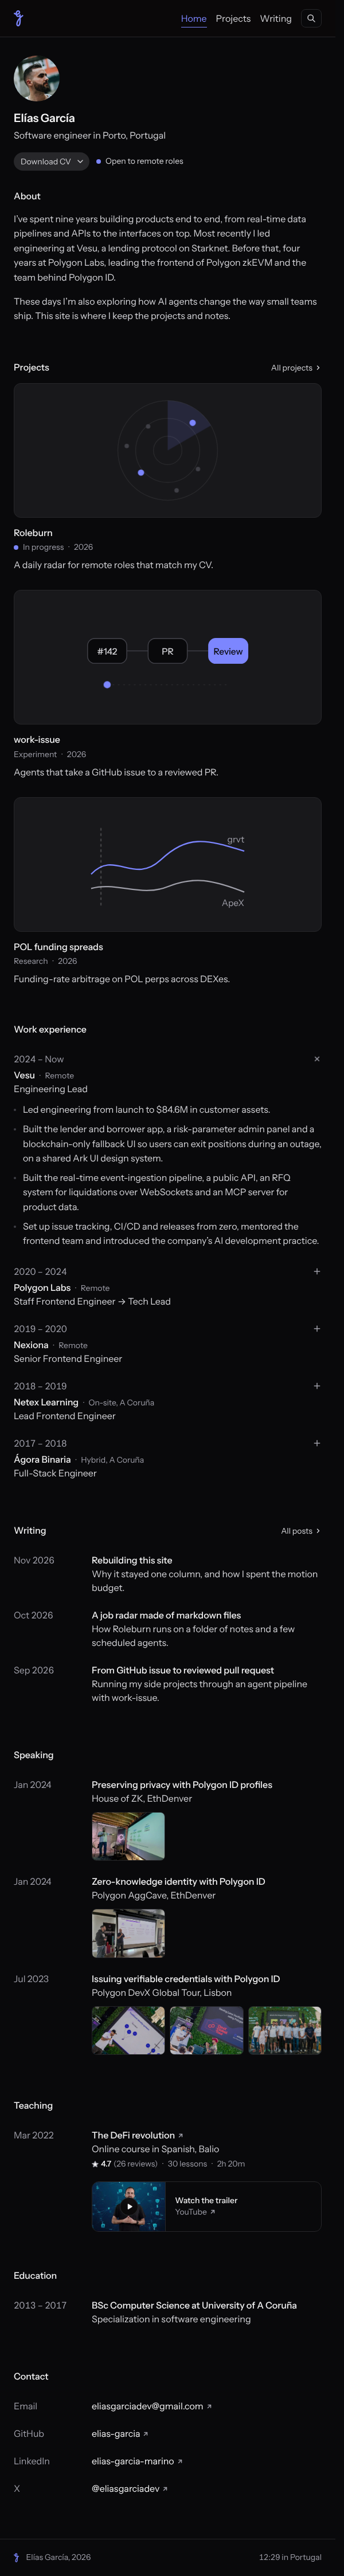 Home Projects Writing
Elías García
Software engineer in Porto, Portugal
Download CV
Open to remote roles
About
I've spent nine years building products end to end, from real-time data
pipelines and APIs to the interfaces on top. Most recently I led
engineering at Vesu, a lending protocol on Starknet. Before that, four
years at Polygon Labs, leading the frontend of Polygon zkEVM and the
team behind Polygon ID.
These days I'm also exploring how AI agents change the way small teams
ship. This site is where I keep the projects and notes.
Projects
All projects
Roleburn
In progress · 2026
A daily radar for remote roles that match my CV.
#142 PR Review
work-issue
Experiment · 2026
Agents that take a GitHub issue to a reviewed PR.
grvt
ApeX
POL funding spreads
Research · 2026
Funding-rate arbitrage on POL perps across DEXes.
Work experience
2024 – Now
Vesu · Remote
Engineering Lead
Led engineering from launch to $84.6M in customer assets.
Built the lender and borrower app, a risk-parameter admin panel and a
blockchain-only fallback UI so users can exit positions during an outage,
on a shared Ark UI design system.
Built the real-time event-ingestion pipeline, a public API, an RFQ
system for liquidations over WebSockets and an MCP server for
product data.
Set up issue tracking, CI/CD and releases from zero, mentored the
frontend team and introduced the company's AI development practice.
2020 – 2024
Polygon Labs · Remote
Staff Frontend Engineer → Tech Lead
2019 – 2020
Nexiona · Remote
Senior Frontend Engineer
2018 – 2019
Netex Learning · On-site, A Coruña
Lead Frontend Engineer
2017 – 2018
Ágora Binaria · Hybrid, A Coruña
Full-Stack Engineer
Writing
All posts
Nov 2026
Rebuilding this site
Why it stayed one column, and how I spent the motion
budget.
Oct 2026
A job radar made of markdown files
How Roleburn runs on a folder of notes and a few
scheduled agents.
Sep 2026
From GitHub issue to reviewed pull request
Running my side projects through an agent pipeline
with work-issue.
Speaking
Jan 2024
Preserving privacy with Polygon ID profiles
House of ZK, EthDenver
Jan 2024
Zero-knowledge identity with Polygon ID
Polygon AggCave, EthDenver
Jul 2023
Issuing verifiable credentials with Polygon ID
Polygon DevX Global Tour, Lisbon
Teaching
Mar 2022
The DeFi revolution ↗
Online course in Spanish, Balio
★ 4.7 (26 reviews) · 30 lessons · 2h 20m
Watch the trailer
YouTube ↗
Education
2013 – 2017
BSc Computer Science at University of A Coruña
Specialization in software engineering
Contact
Email
eliasgarciadev@gmail.com ↗
GitHub
elias-garcia ↗
LinkedIn
elias-garcia-marino ↗
X
@eliasgarciadev ↗
Elías García, 2026
12:29 in Portugal